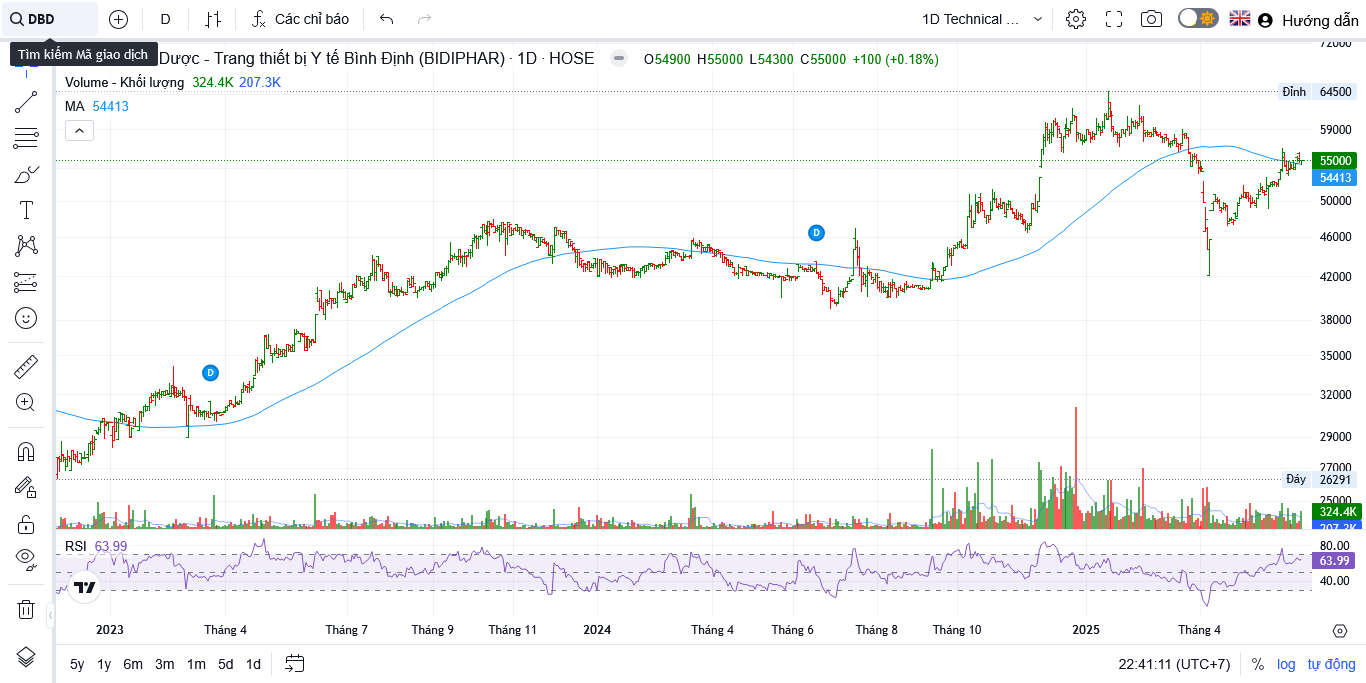 DBD
D
Các chỉ báo
1D Technical ...
Hướng dẫn
Tìm kiếm Mã giao dịch
Dược - Trang thiết bị Y tế Bình Định (BIDIPHAR) · 1D · HOSE
O54900 H55000 L54300 C55000 +100 (+0.18%)
Volume - Khối lượng 324.4K 207.3K
MA 54413
72000
Đỉnh 64500
59000
55000
54413
50000
46000
42000
38000
35000
32000
29000
27000
Đáy 26291
25000
324.4K
207.3K
D
D
RSI 63.99
80.00
63.99
40.00
2023
Tháng 4
Tháng 7
Tháng 9
Tháng 11
2024
Tháng 4
Tháng 6
Tháng 8
Tháng 10
2025
Tháng 4
5y 1y 6m 3m 1m 5d 1d
22:41:11 (UTC+7)
% log tự động